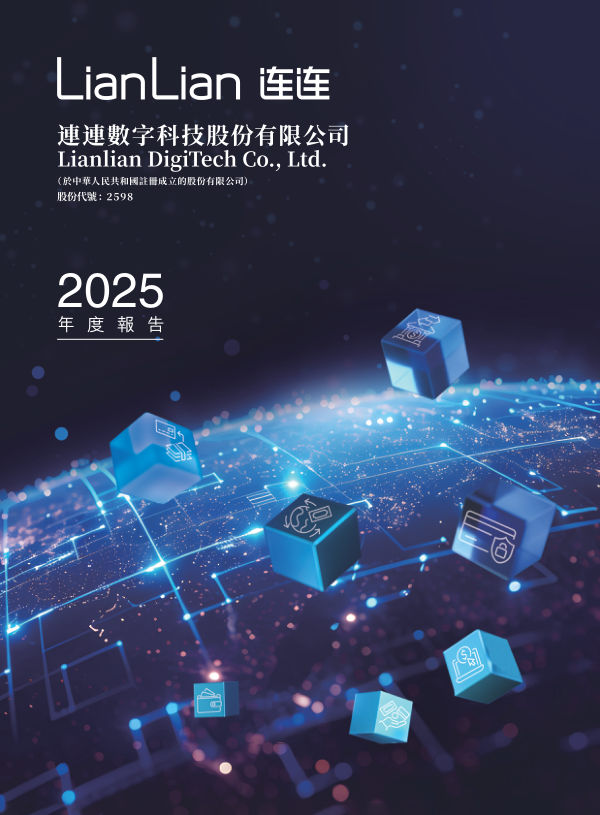 LianLian 连连
連連數字科技股份有限公司
Lianlian DigiTech Co., Ltd.
（於中華人民共和國註冊成立的股份有限公司）
股份代號：2598
2025
年度報告